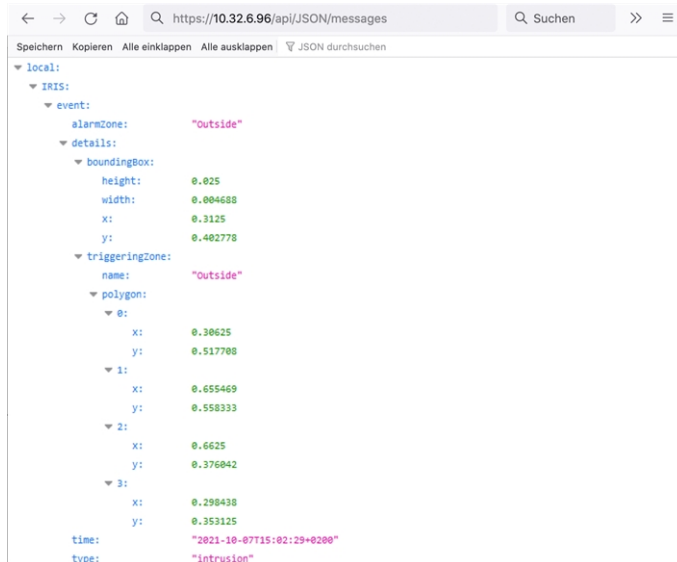 https://10.32.6.96/api/JSON/messages Suchen
Speichern Kopieren Alle einklappen Alle ausklappen JSON durchsuchen
local:
IRIS:
event:
alarmZone: "Outside"
details:
boundingBox:
height: 0.025
width: 0.004688
x: 0.3125
y: 0.402778
triggeringZone:
name: "Outside"
polygon:
0:
x: 0.30625
y: 0.517708
1:
x: 0.655469
y: 0.558333
2:
x: 0.6625
y: 0.376042
3:
x: 0.298438
y: 0.353125
time: "2021-10-07T15:02:29+0200"
type: "intrusion"